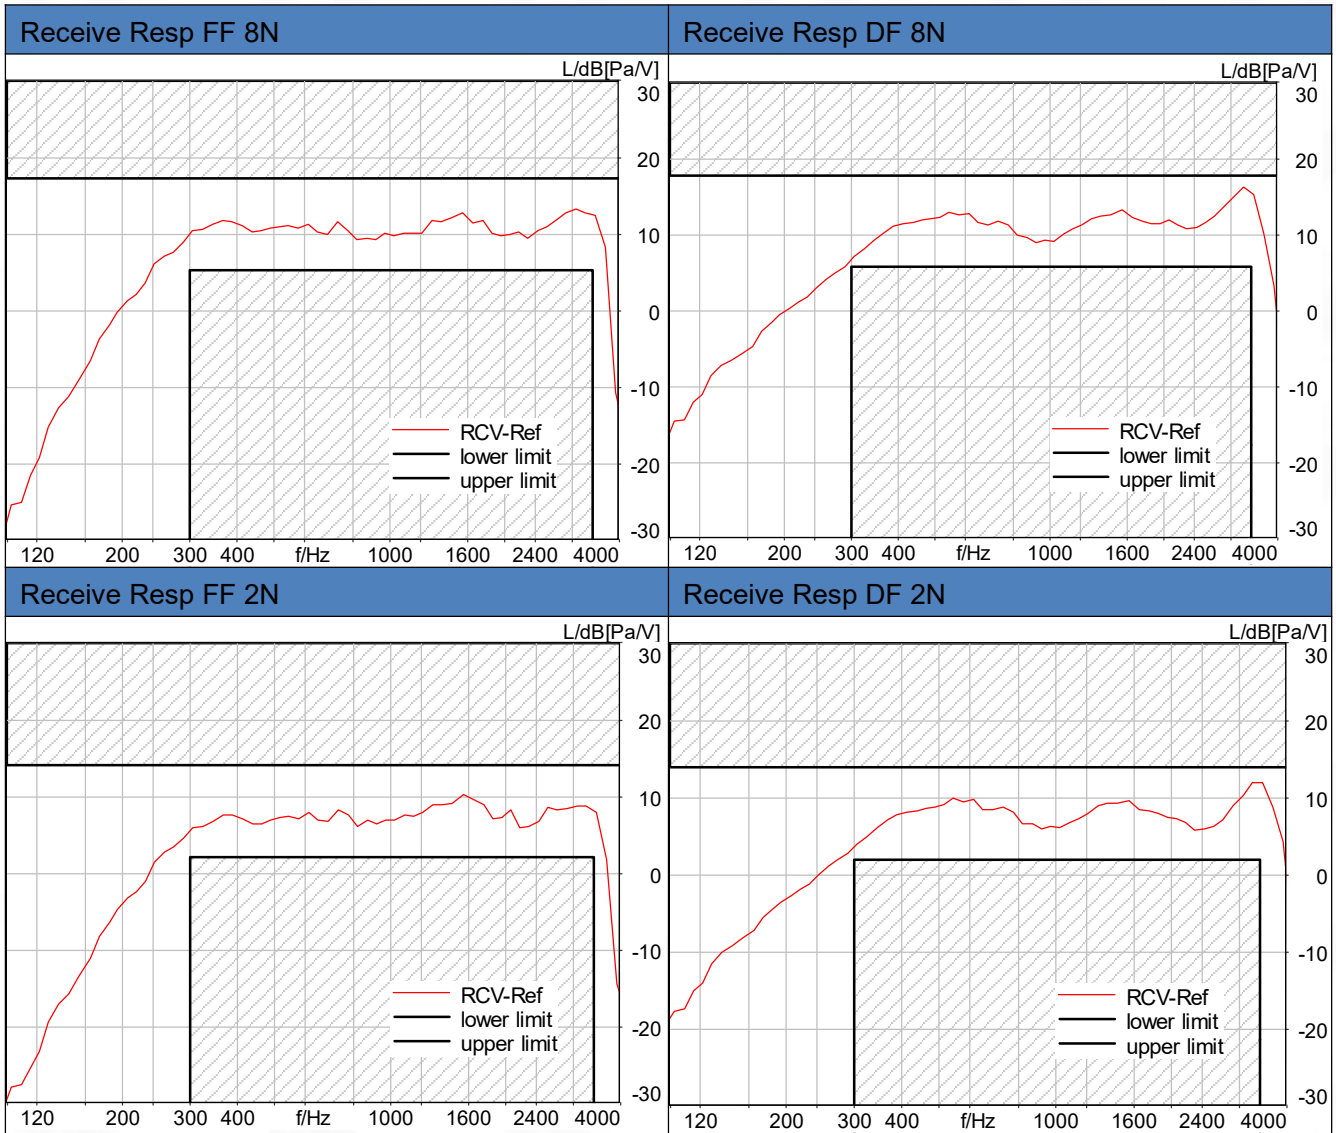 Receive Resp FF 8N
L/dB[Pa/V]
30
20
10
0
-10
-20
-30
RCV-Ref
lower limit
upper limit
120 200 300 400 f/Hz 1000 1600 2400 4000
Receive Resp DF 8N
L/dB[Pa/V]
30
20
10
0
-10
-20
-30
RCV-Ref
lower limit
upper limit
120 200 300 400 f/Hz 1000 1600 2400 4000
Receive Resp FF 2N
L/dB[Pa/V]
30
20
10
0
-10
-20
-30
RCV-Ref
lower limit
upper limit
120 200 300 400 f/Hz 1000 1600 2400 4000
Receive Resp DF 2N
L/dB[Pa/V]
30
20
10
0
-10
-20
-30
RCV-Ref
lower limit
upper limit
120 200 300 400 f/Hz 1000 1600 2400 4000